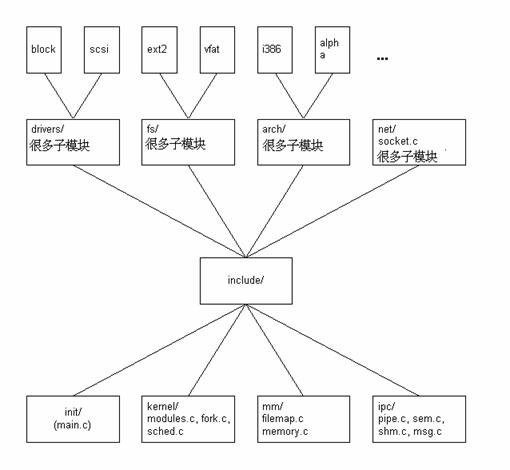 block
scsi
ext2
vfat
i386
alph
a
...
drivers/
很多子模块
fs/
很多子模块
arch/
很多子模块
net/
socket.c
很多子模块
include/
init/
(main.c)
kernel/
modules.c, fork.c,
sched.c
mm/
filemap.c
memory.c
ipc/
pipe.c, sem.c,
shm.c, msg.c